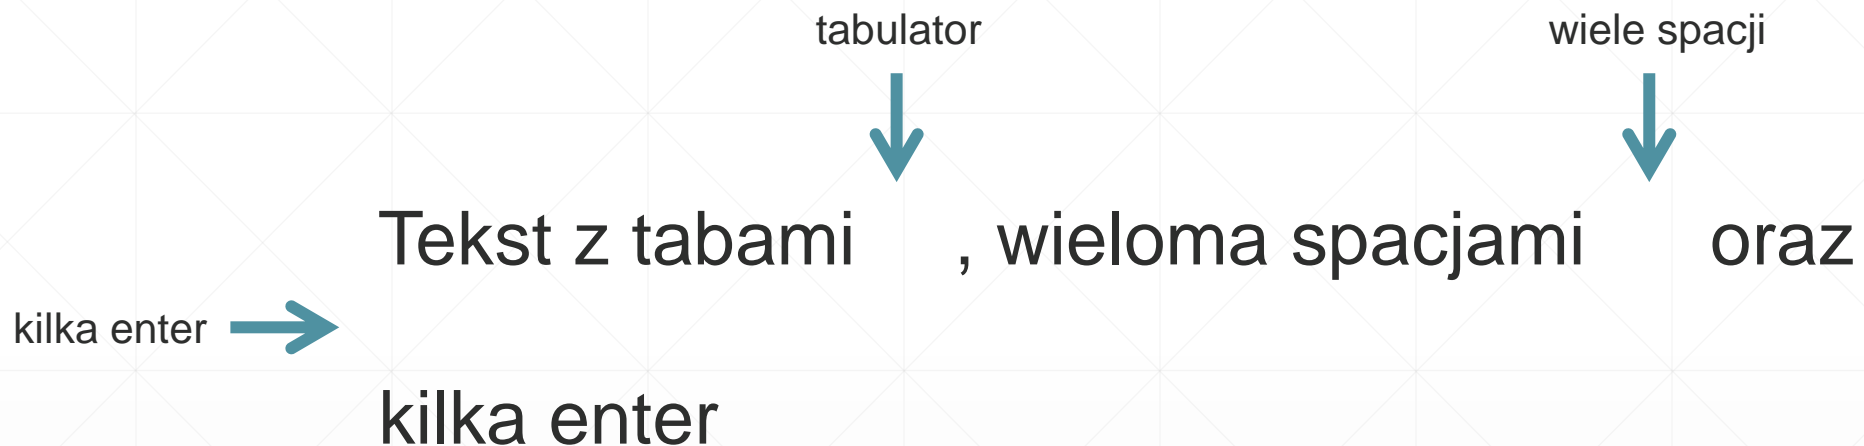 tabulator
wiele spacji
Tekst z tabami , wieloma spacjami oraz
kilka enter
kilka enter